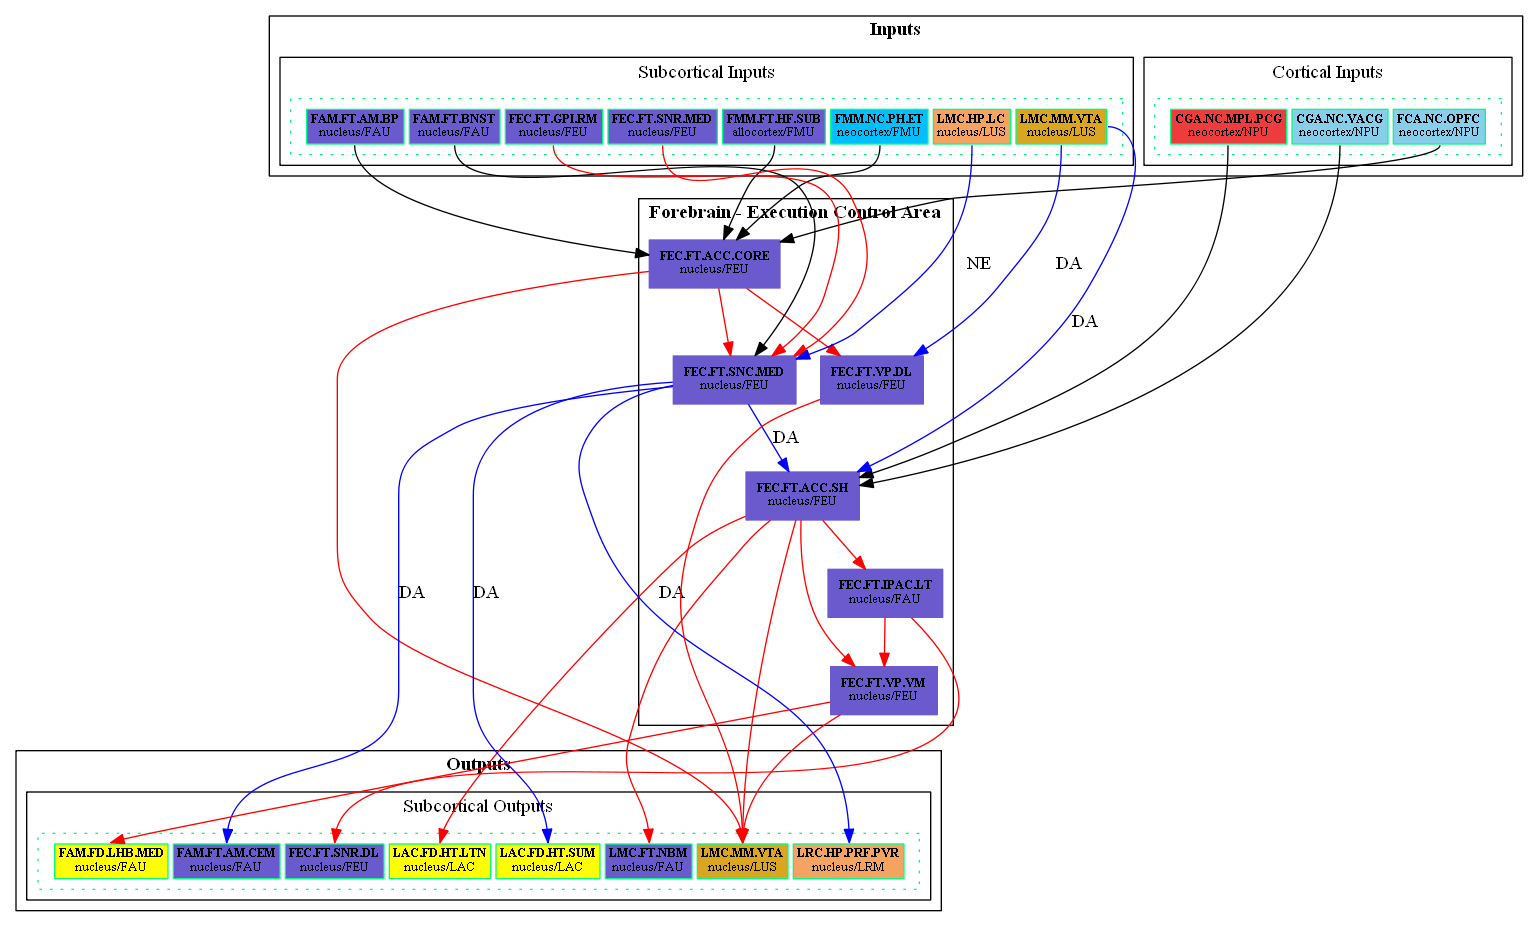 Inputs
Subcortical Inputs
Cortical Inputs
FAM.FT.AM.BP
nucleus/FAU
FAM.FT.BNST
nucleus/FAU
FEC.FT.GPI.RM
nucleus/FEU
FEC.FT.SNR.MED
nucleus/FEU
FMM.FT.HF.SUB
allocortex/FMU
FMM.NC.PH.ET
neocortex/FMU
LMC.HP.LC
nucleus/LUS
LMC.MM.VTA
nucleus/LUS
CGA.NC.MPL.PCG
neocortex/NPU
CGA.NC.VACG
neocortex/NPU
FCA.NC.OPFC
neocortex/NPU
Forebrain - Execution Control Area
FEC.FT.ACC.CORE
nucleus/FEU
NE
DA
DA
FEC.FT.SNC.MED
nucleus/FEU
FEC.FT.VP.DL
nucleus/FEU
DA
FEC.FT.ACC.SH
nucleus/FEU
FEC.FT.IPAC.LT
nucleus/FAU
DA
DA
DA
FEC.FT.VP.VM
nucleus/FEU
Outputs
Subcortical Outputs
FAM.FD.LHB.MED
nucleus/FAU
FAM.FT.AM.CEM
nucleus/FAU
FEC.FT.SNR.DL
nucleus/FEU
LAC.FD.HT.LTN
nucleus/LAC
LAC.FD.HT.SUM
nucleus/LAC
LMC.FT.NBM
nucleus/FAU
LMC.MM.VTA
nucleus/LUS
LRC.HP.PRF.PVR
nucleus/LRM